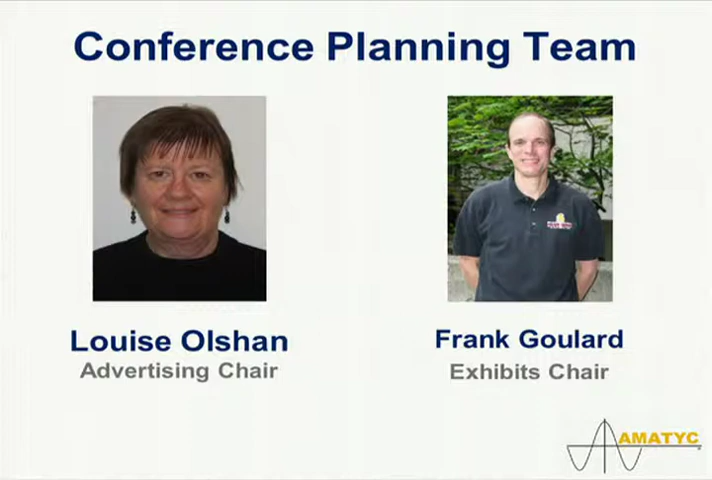 Conference Planning Team
Louise Olshan
Advertising Chair
Frank Goulard
Exhibits Chair
AMATYC